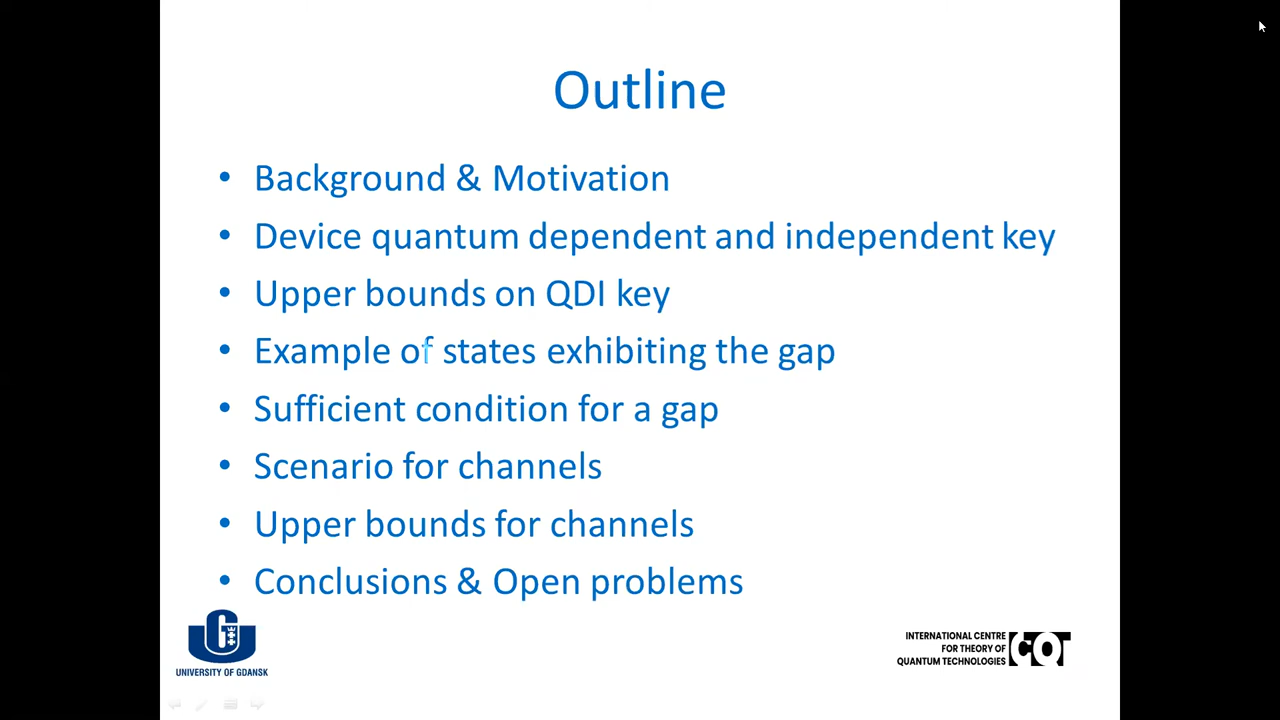 Outline
• Background & Motivation
• Device quantum dependent and independent key
• Upper bounds on QDI key
• Example of states exhibiting the gap
• Sufficient condition for a gap
• Scenario for channels
• Upper bounds for channels
• Conclusions & Open problems
UNIVERSITY OF GDAŃSK
INTERNATIONAL CENTRE
FOR THEORY OF
QUANTUM TECHNOLOGIES
ICQT